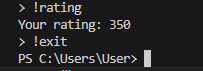 > !rating
Your rating: 350
> !exit
PS C:\Users\User>